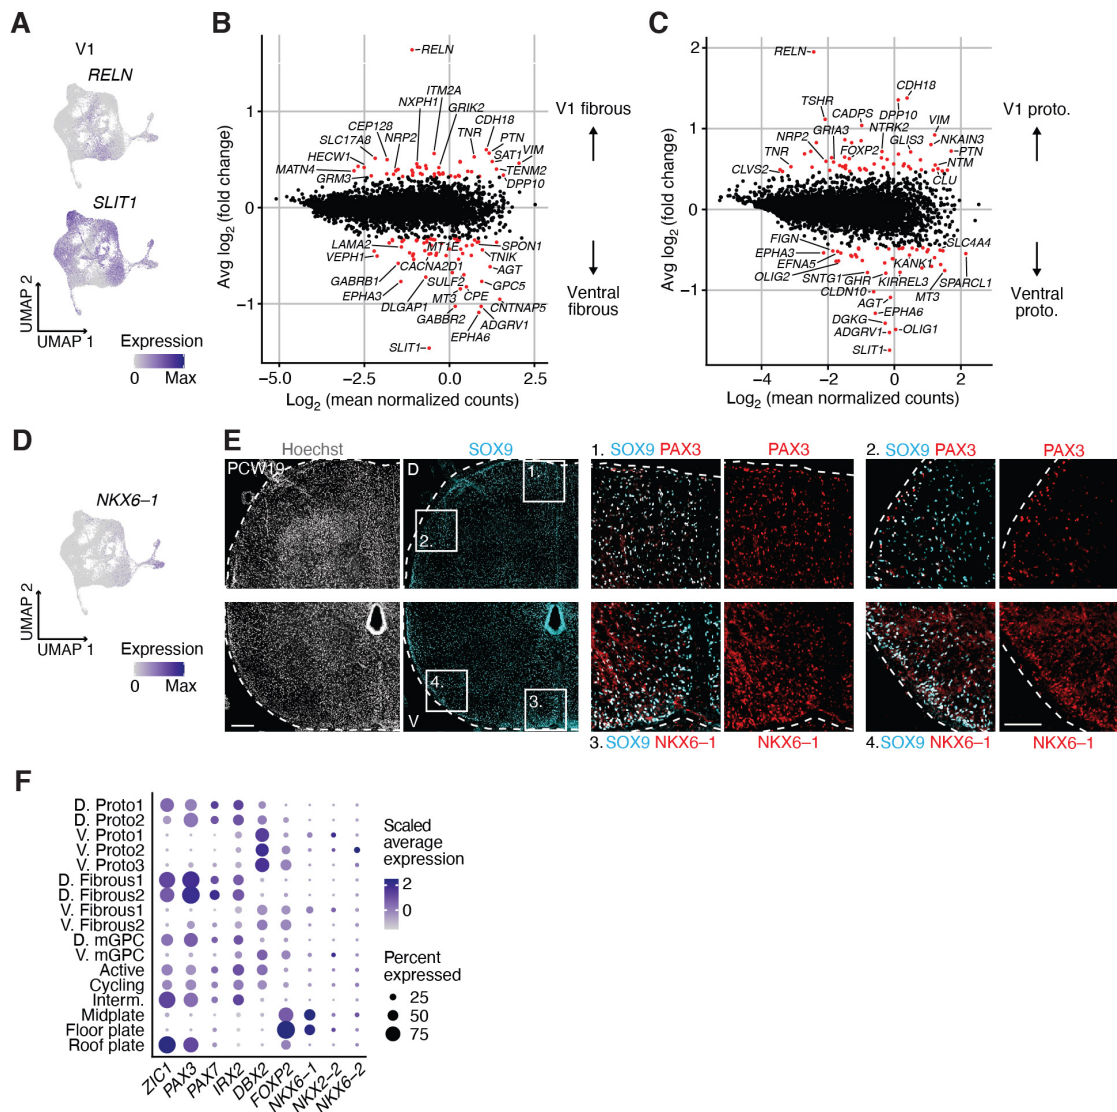 A
V1
RELN
SLIT1
UMAP 2
UMAP 1
Expression
0 Max
B
Avg log2 (fold change)
1
0
−1
−5.0 −2.5 0.0 2.5
Log2 (mean normalized counts)
RELN
ITM2A
NXPH1
GRIK2
CDH18
CEP128
TNR
PTN
SLC17A8
NRP2
VIM
HECW1
SAT1
MATN4
TENM2
GRM3
DPP10
LAMA2
MT1E
SPON1
VEPH1
TNIK
CACNA2D1
AGT
GABRB1
SULF2
GPC5
EPHA3
MT3
CPE
DLGAP1
CNTNAP5
GABBR2
ADGRV1
EPHA6
SLIT1
V1 fibrous
Ventral
fibrous
C
Avg log2 (fold change)
2
1
0
−1
−4 −2 0 2
Log2 (mean normalized counts)
RELN
CDH18
TSHR
CADPS
DPP10
VIM
GRIA3
NTRK2
NRP2
GLIS3
NKAIN3
TNR
FOXP2
PTN
CLVS2
NTM
CLU
FIGN
SLC4A4
EPHA3
EFNA5
KANK1
OLIG2
SNTG1
GHR
KIRREL3
SPARCL1
CLDN10
MT3
AGT
EPHA6
DGKG
ADGRV1
OLIG1
SLIT1
V1 proto.
Ventral
proto.
D
NKX6–1
UMAP 2
UMAP 1
Expression
0 Max
E
Hoechst
SOX9
1. SOX9 PAX3
PAX3
2. SOX9 PAX3
PAX3
PCW19
D
1.
2.
4.
3.
V
3. SOX9 NKX6–1
NKX6–1
4. SOX9 NKX6–1
NKX6–1
F
D. Proto1
D. Proto2
V. Proto1
V. Proto2
V. Proto3
D. Fibrous1
D. Fibrous2
V. Fibrous1
V. Fibrous2
D. mGPC
V. mGPC
Active
Cycling
Interm.
Midplate
Floor plate
Roof plate
ZIC1
PAX3
PAX7
IRX2
DBX2
FOXP2
NKX6–1
NKX2–2
NKX6–2
Scaled
average
expression
2
0
Percent
expressed
25
50
75